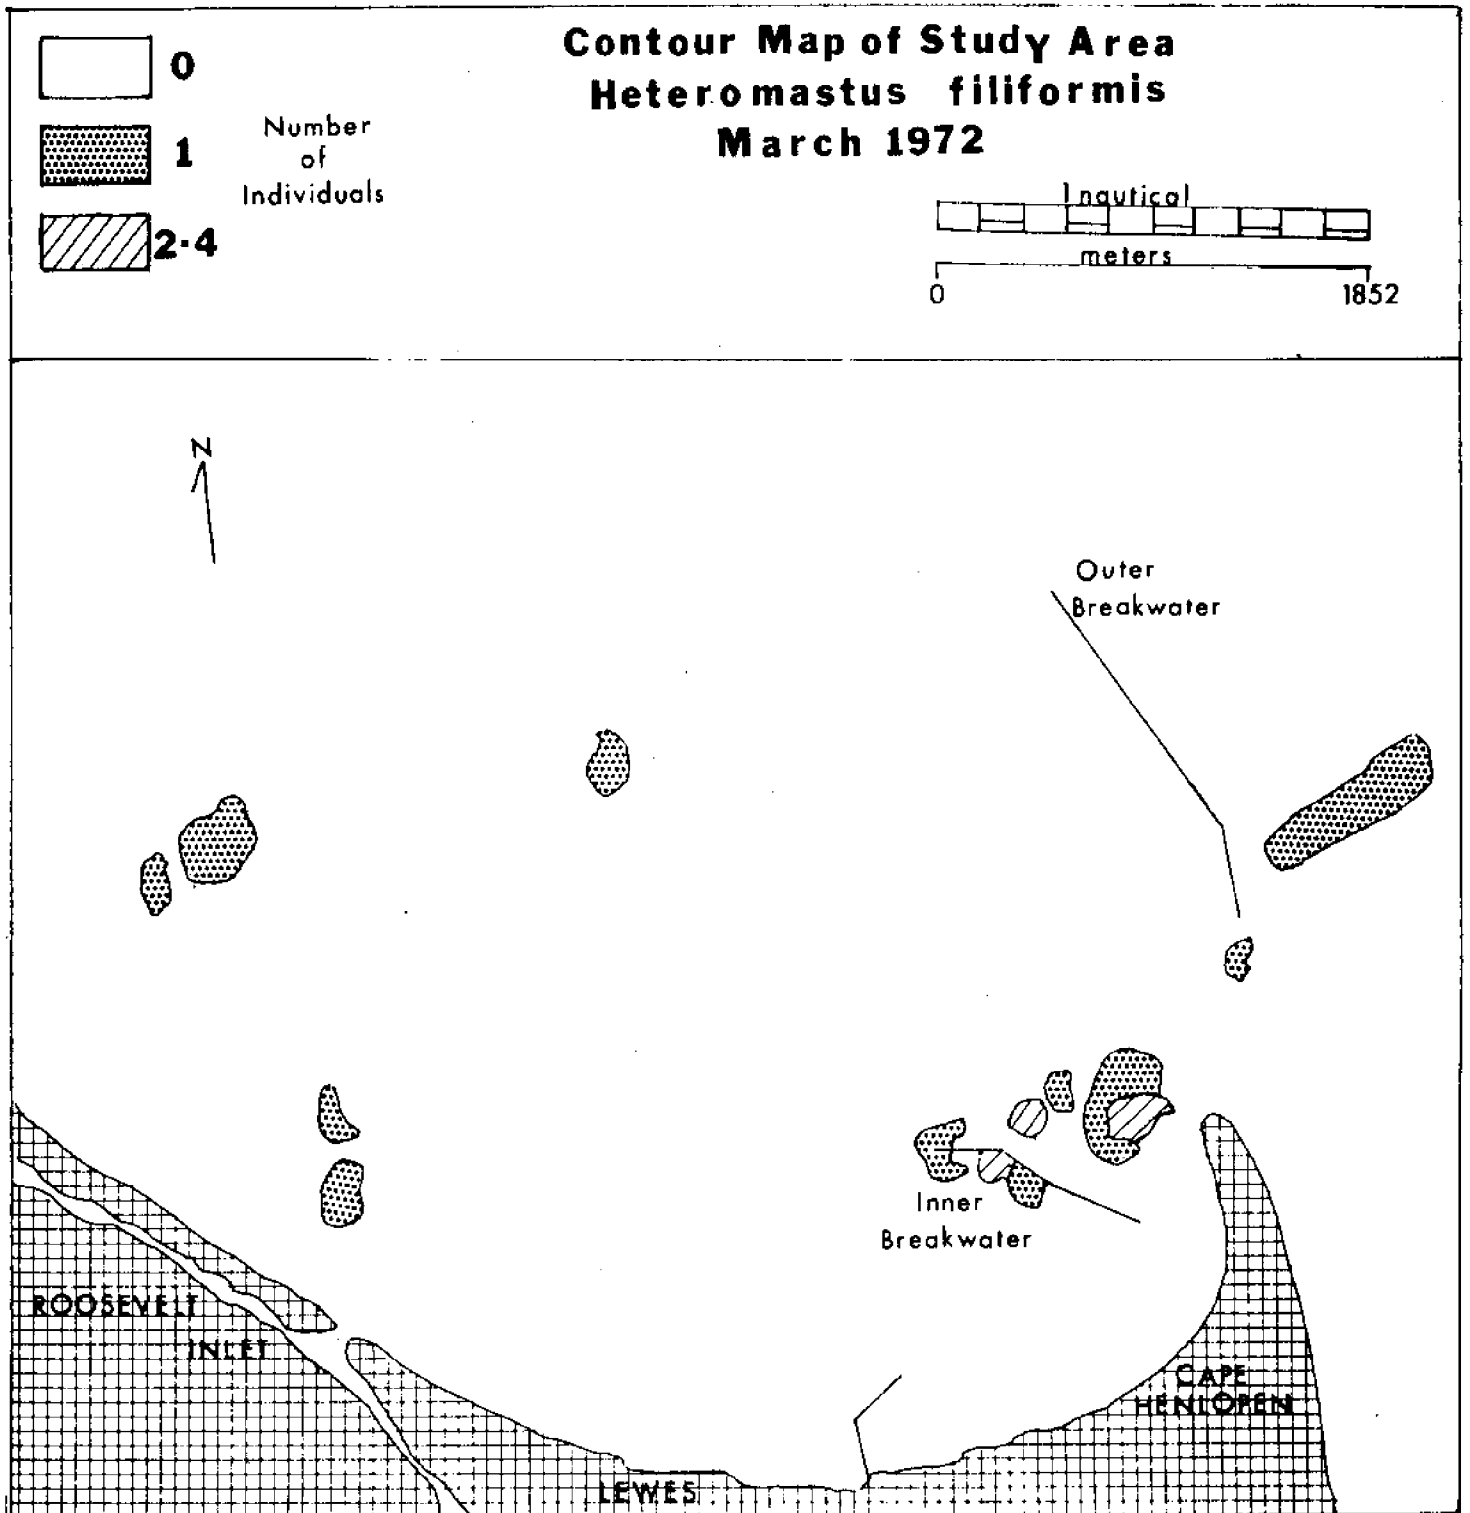 Contour Map of Study Area
Heteromastus filiformis
March 1972
0
1
2-4
Number
of
Individuals
1 nautical
meters
0 1852
N
Outer
Breakwater
Inner
Breakwater
ROOSEVELT
INLET
CAPE
HENLOPEN
LEWES